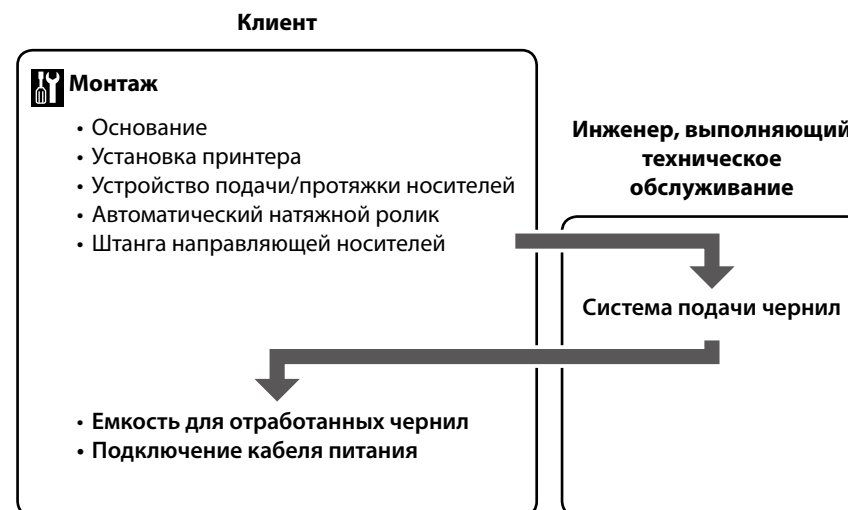 Клиент
Монтаж
• Основание
• Установка принтера
• Устройство подачи/протяжки носителей
• Автоматический натяжной ролик
• Штанга направляющей носителей
Инженер, выполняющий
техническое
обслуживание
Система подачи чернил
• Емкость для отработанных чернил
• Подключение кабеля питания